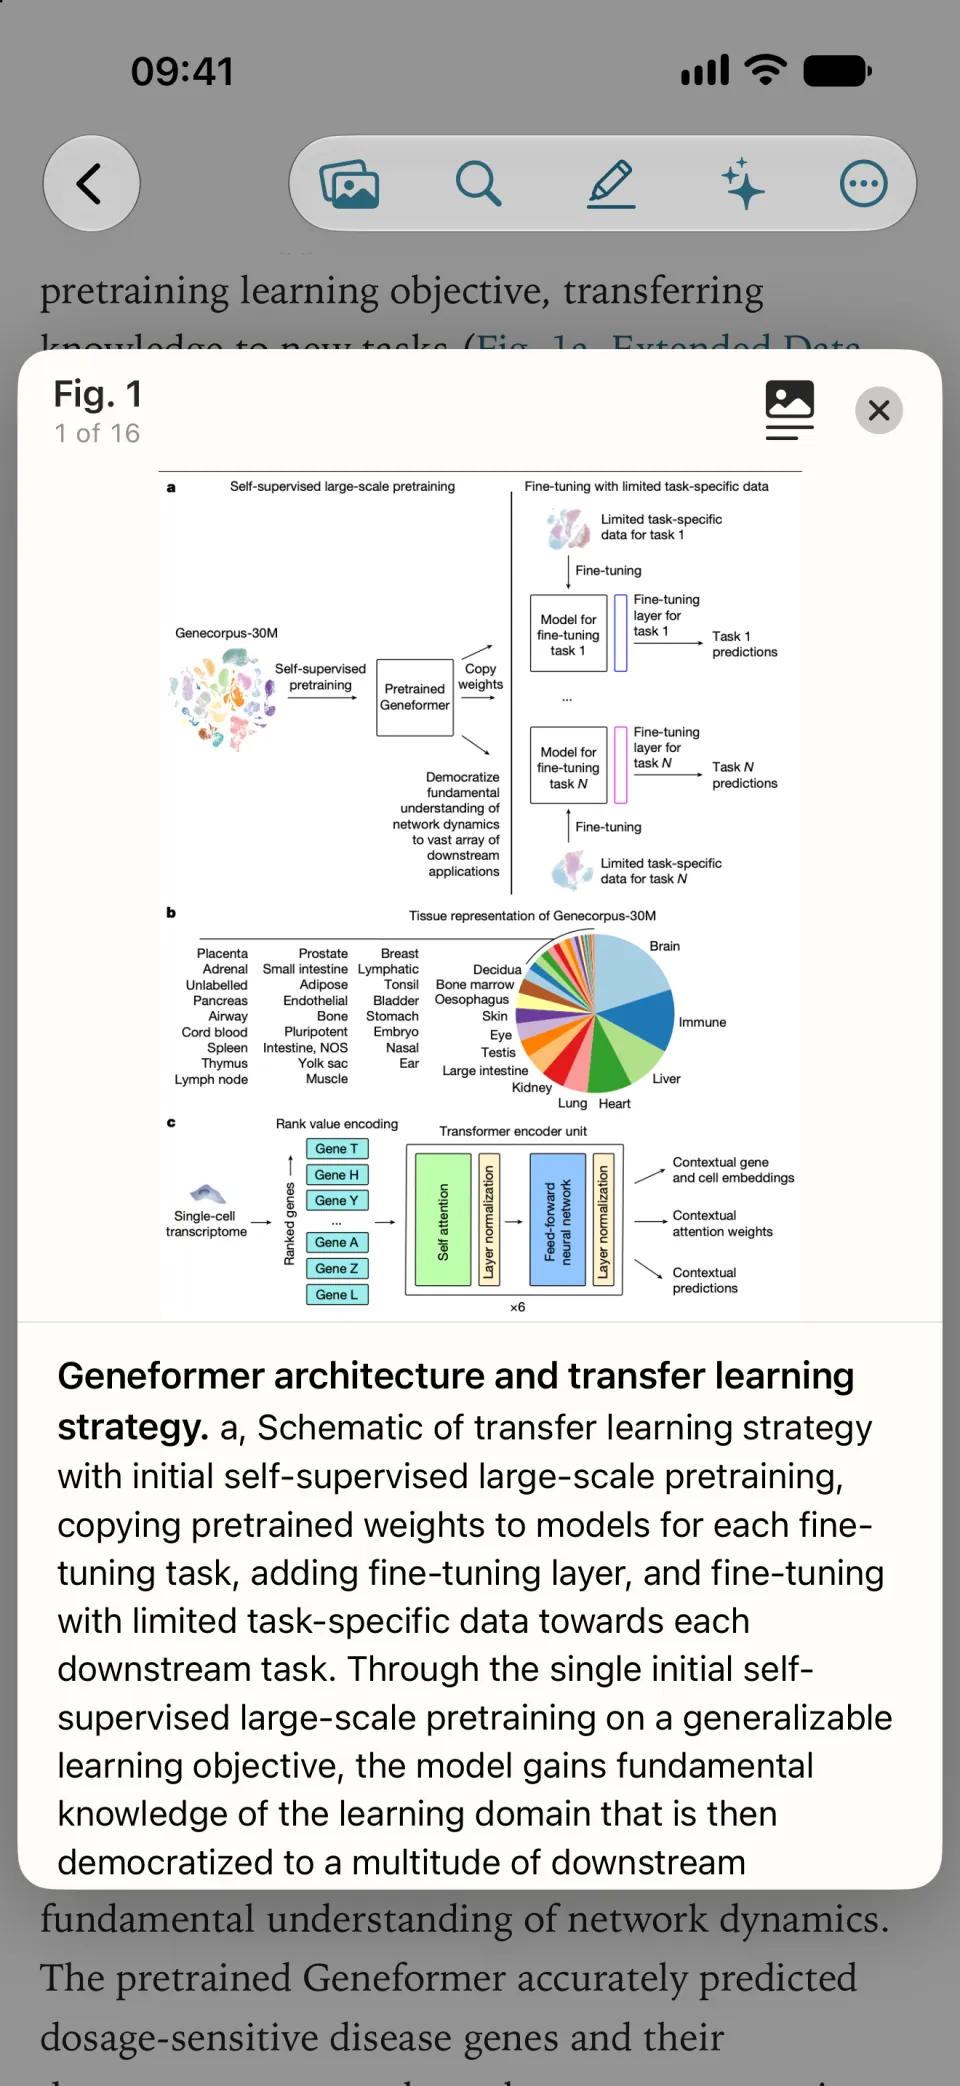 09:41
pretraining learning objective, transferring
knowledge to new tasks (Fig. 1a, Extended Data
Fig. 1
1 of 16
a
Self-supervised large-scale pretraining
Fine-tuning with limited task-specific data
Limited task-specific
data for task 1
Fine-tuning
Genecorpus-30M
Self-supervised
pretraining
Pretrained
Geneformer
Copy
weights
Model for
fine-tuning
task 1
Fine-tuning
layer for
task 1
Task 1
predictions
...
Model for
fine-tuning
task N
Fine-tuning
layer for
task N
Task N
predictions
Democratize
fundamental
understanding of
network dynamics
to vast array of
downstream
applications
Fine-tuning
Limited task-specific
data for task N
b
Tissue representation of Genecorpus-30M
Placenta
Adrenal
Unlabelled
Pancreas
Airway
Cord blood
Spleen
Thymus
Lymph node
Prostate
Small intestine
Adipose
Endothelial
Bone
Pluripotent
Intestine, NOS
Yolk sac
Muscle
Breast
Lymphatic
Tonsil
Bladder
Stomach
Embryo
Nasal
Ear
Decidua
Bone marrow
Oesophagus
Skin
Eye
Testis
Large intestine
Kidney
Lung
Heart
Liver
Immune
Brain
c
Rank value encoding
Transformer encoder unit
Single-cell
transcriptome
Ranked genes
Gene T
Gene H
Gene Y
...
Gene A
Gene Z
Gene L
Self attention
Layer normalization
Feed-forward
neural network
Layer normalization
x6
Contextual gene
and cell embeddings
Contextual
attention weights
Contextual
predictions
Geneformer architecture and transfer learning
strategy. a, Schematic of transfer learning strategy
with initial self-supervised large-scale pretraining,
copying pretrained weights to models for each fine-
tuning task, adding fine-tuning layer, and fine-tuning
with limited task-specific data towards each
downstream task. Through the single initial self-
supervised large-scale pretraining on a generalizable
learning objective, the model gains fundamental
knowledge of the learning domain that is then
democratized to a multitude of downstream
fundamental understanding of network dynamics.
The pretrained Geneformer accurately predicted
dosage-sensitive disease genes and their